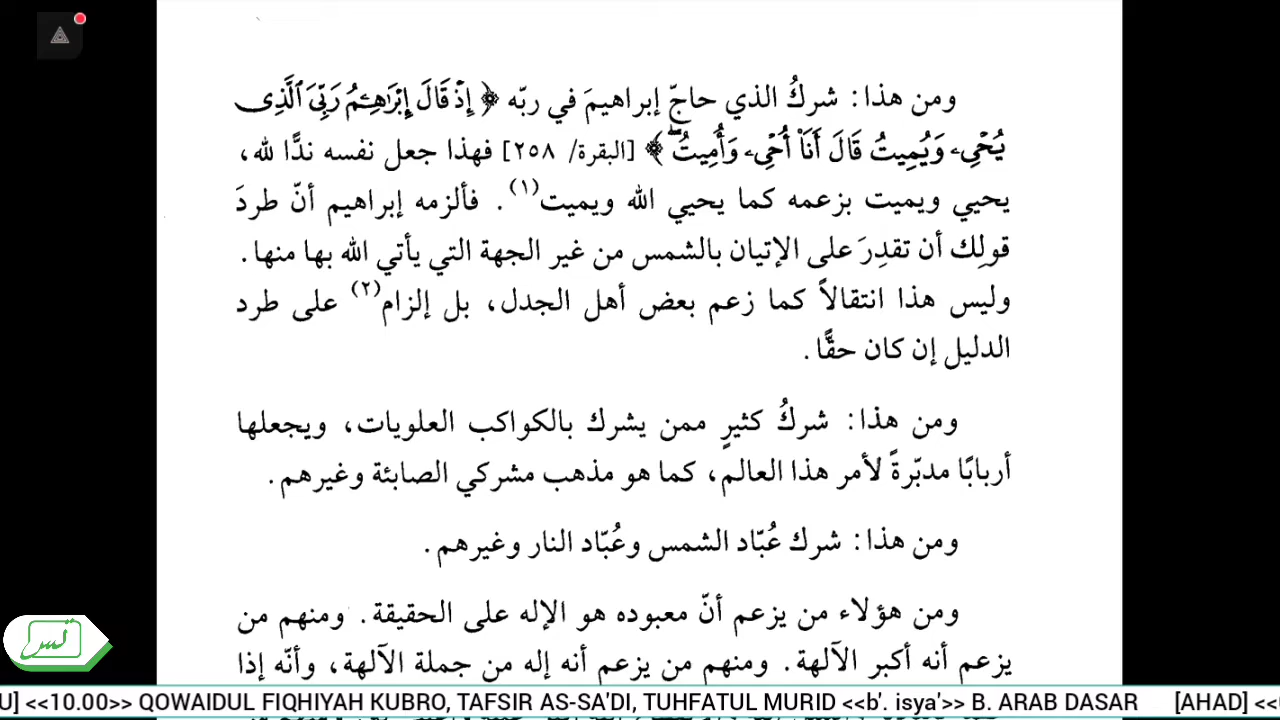 ومن هذا: شركُ الذي حاجّ إبراهيمَ في ربّه ﴿إِذْ قَالَ إِبْرَاهِـۧمُ رَبِّىَ ٱلَّذِى
يُحْىِۦ وَيُمِيتُ قَالَ أَنَا۠ أُحْىِۦ وَأُمِيتُۖ﴾ [البقرة/ ٢٥٨] فهذا جعل نفسه ندًّا لله،
يحيي ويميت بزعمه كما يحيي الله ويميت(١). فألزمه إبراهيم أنّ طردَ
قولِك أن تقدِرَ على الإتيان بالشمس من غير الجهة التي يأتي الله بها منها.
وليس هذا انتقالاً كما زعم بعض أهل الجدل، بل إلزام(٢) على طرد
الدليل إن كان حقًّا.
ومن هذا: شركُ كثيرٍ ممن يشرك بالكواكب العلويات، ويجعلها
أربابًا مدبّرةً لأمر هذا العالم، كما هو مذهب مشركي الصابئة وغيرهم.
ومن هذا: شرك عُبّاد الشمس وعُبّاد النار وغيرهم.
ومن هؤلاء من يزعم أنّ معبوده هو الإله على الحقيقة. ومنهم من
يزعم أنه أكبر الآلهة. ومنهم من يزعم أنه إله من جملة الآلهة، وأنّه إذا
U] <<10.00>> QOWAIDUL FIQHIYAH KUBRO, TAFSIR AS-SA'DI, TUHFATUL MURID <<b'. isya'>> B. ARAB DASAR [AHAD] <<